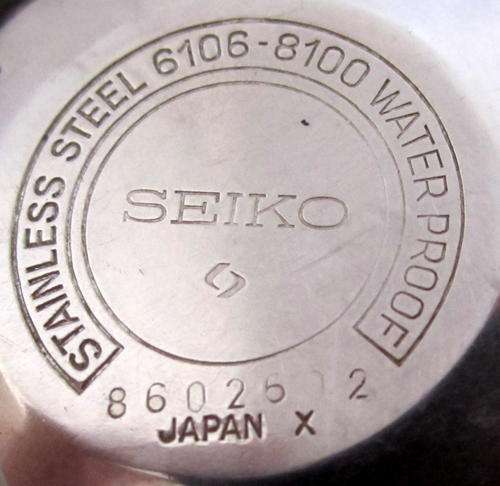 STAINLESS STEEL 6106-8100 WATER PROOF
SEIKO
JAPAN X